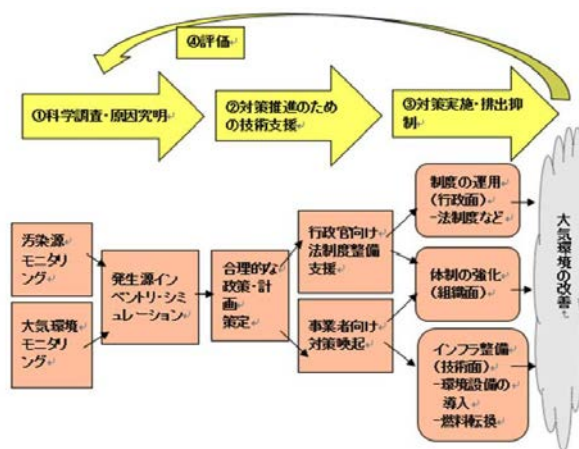 ④評価
①科学調査・原因究明
②対策推進のため
の技術支援
③対策実施・排出抑
制
汚染源
モニタリ
ング
大気環境
モニタリ
ング
発生源イン
ベントリ・シミ
ュレーション
合理的な
政策・計
画
策定
行政官向け
法制度整備
支援
事業者向け
対策喚起
制度の運用
(行政面)
-法制度など
体制の強化
(組織面)
インフラ整備
(技術面)
-環境設備の
導入
-燃料転換
大気環境の改善